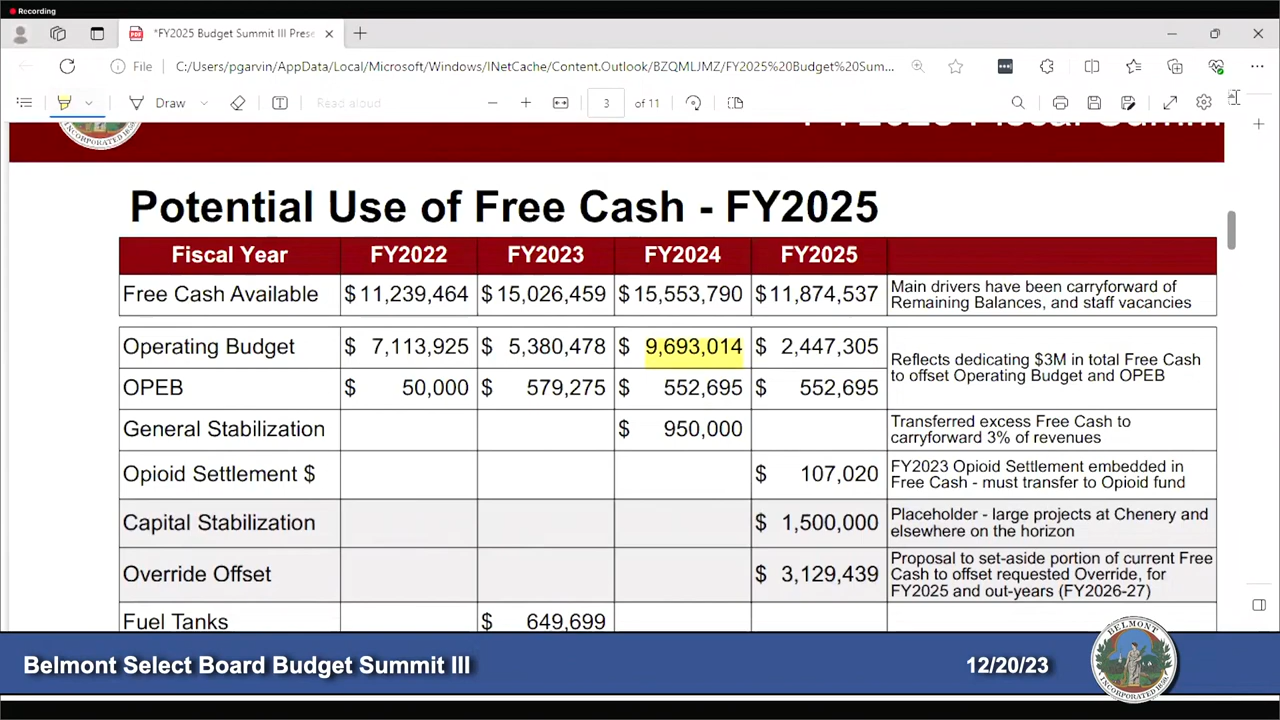 Recording
*FY2025 Budget Summit III Prese
File C:/Users/pgarvin/AppData/Local/Microsoft/Windows/INetCache/Content.Outlook/BZQMLJMZ/FY2025%20Budget%20Sum...
Draw Read aloud 3 of 11
INCORPORATED
Potential Use of Free Cash - FY2025
Fiscal Year FY2022 FY2023 FY2024 FY2025
Free Cash Available $11,239,464 $15,026,459 $15,553,790 $11,874,537 Main drivers have been carryforward of
Remaining Balances, and staff vacancies
Operating Budget $ 7,113,925 $ 5,380,478 $ 9,693,014 $ 2,447,305 Reflects dedicating $3M in total Free Cash
to offset Operating Budget and OPEB
OPEB $ 50,000 $ 579,275 $ 552,695 $ 552,695
General Stabilization $ 950,000 Transferred excess Free Cash to
carryforward 3% of revenues
Opioid Settlement $ $ 107,020 FY2023 Opioid Settlement embedded in
Free Cash - must transfer to Opioid fund
Capital Stabilization $ 1,500,000 Placeholder - large projects at Chenery and
elsewhere on the horizon
Override Offset $ 3,129,439 Proposal to set-aside portion of current Free
Cash to offset requested Override, for
FY2025 and out-years (FY2026-27)
Fuel Tanks $ 649,699
Belmont Select Board Budget Summit III 12/20/23
BELMONT
INCORPORATED 1859